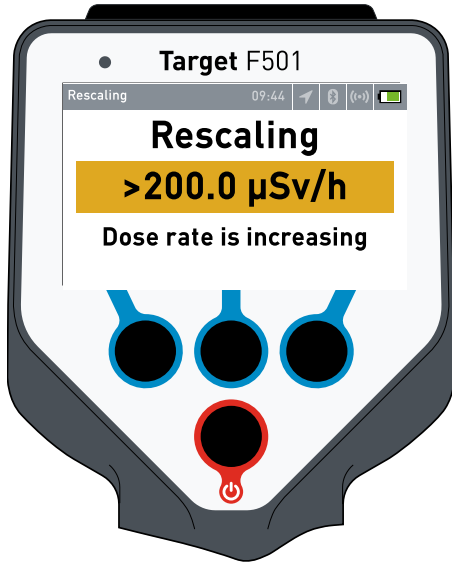 Target F501
Rescaling 09:44
Rescaling
>200.0 µSv/h
Dose rate is increasing